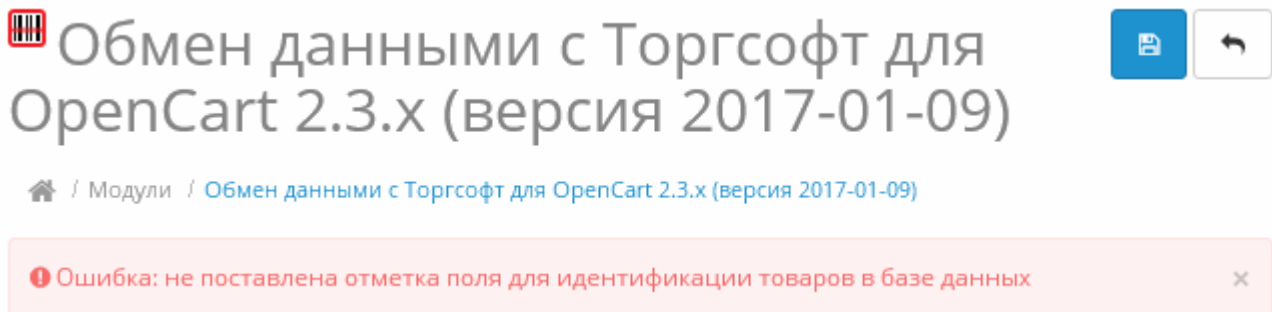 Обмен данными с Торгсофт для
OpenCart 2.3.x (версия 2017-01-09)
/ Модули / Обмен данными с Торгсофт для OpenCart 2.3.x (версия 2017-01-09)
Ошибка: не поставлена отметка поля для идентификации товаров в базе данных ×